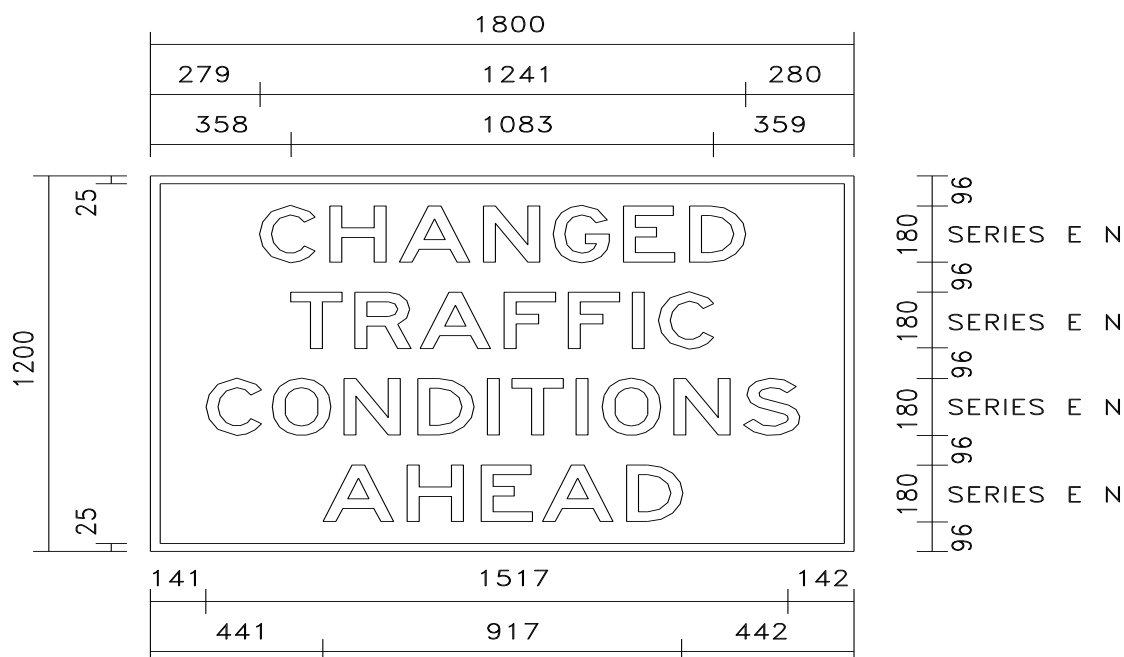 1800
279 1241 280
358 1083 359
25 96
CHANGED 180 SERIES E N
96
TRAFFIC 180 SERIES E N
1200 96
CONDITIONS 180 SERIES E N
96
AHEAD 180 SERIES E N
25 96
141 1517 142
441 917 442